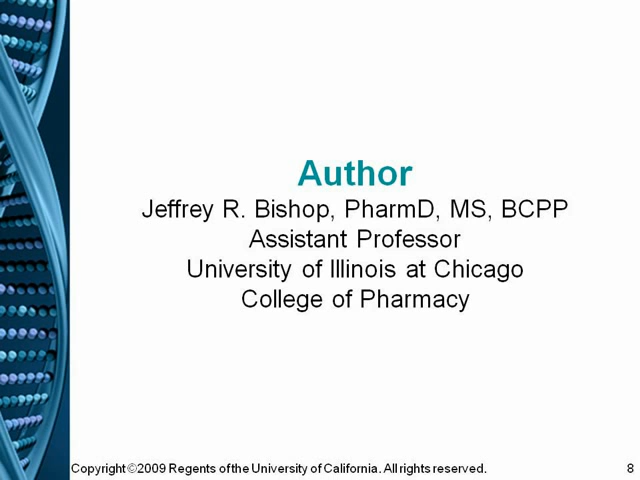 Author
Jeffrey R. Bishop, PharmD, MS, BCPP
Assistant Professor
University of Illinois at Chicago
College of Pharmacy
Copyright ©2009 Regents of the University of California. All rights reserved.
8